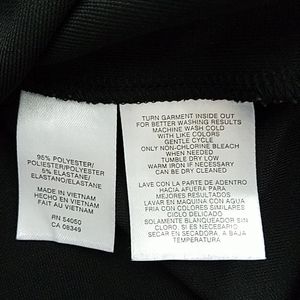 95% POLYESTER/
POLIESTER/POLYESTER
5% ELASTANE/
ELASTANO/ELASTANE
MADE IN VIETNAM
HECHO EN VIETNAM
FAIT AU VIETNAM
RN 54050
CA 08349
TURN GARMENT INSIDE OUT
FOR BETTER WASHING RESULTS
MACHINE WASH COLD
WITH LIKE COLORS
GENTLE CYCLE
ONLY NON-CHLORINE BLEACH
WHEN NEEDED
TUMBLE DRY LOW
WARM IRON IF NECESSARY
CAN BE DRY CLEANED
LAVE CON LA PARTE DE ADENTRO
HACIA AFUERA PARA
MEJORES RESULTADOS
LAVAR EN MAQUINA CON AGUA
FRIA CON COLORES SIMILARES
CICLO DELICADO
SOLAMENTE BLANQUEADOR SIN
CLORO, SI ES NECESARIO
SECAR EN SECADORA, A BAJA
TEMPERATURA